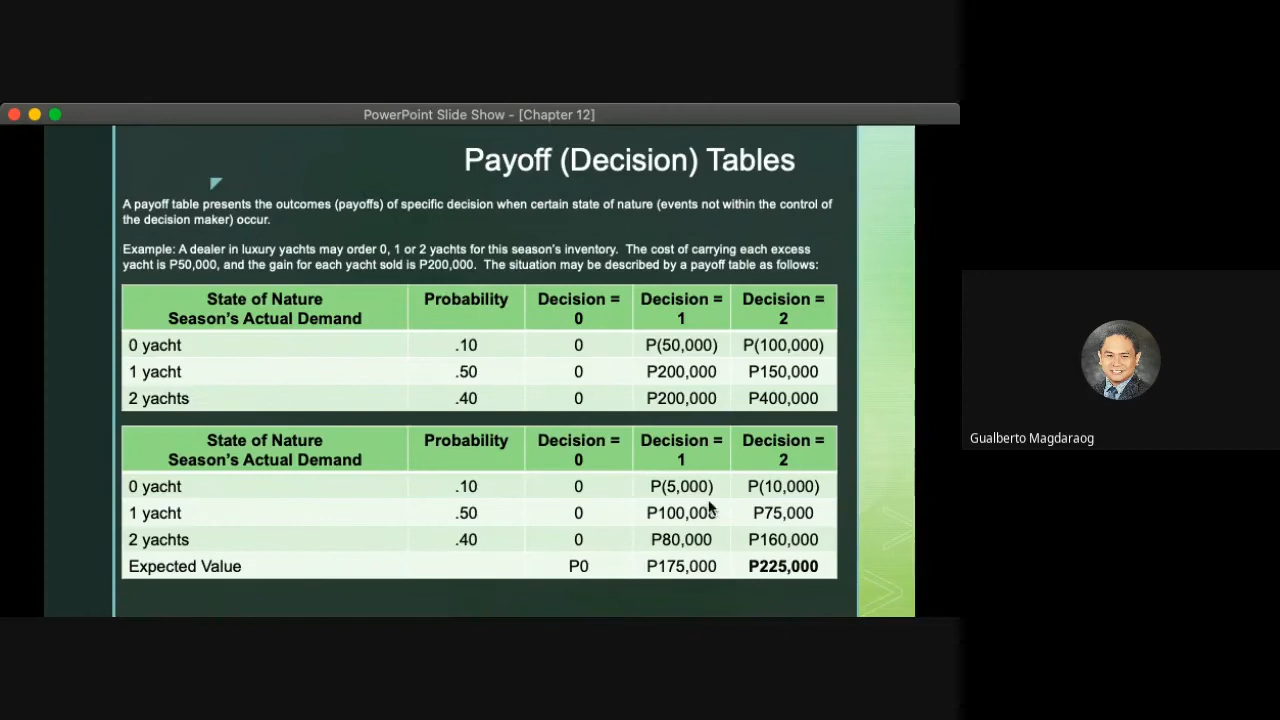 PowerPoint Slide Show - [Chapter 12]
Payoff (Decision) Tables
A payoff table presents the outcomes (payoffs) of specific decision when certain state of nature (events not within the control of
the decision maker) occur.
Example: A dealer in luxury yachts may order 0, 1 or 2 yachts for this season's inventory. The cost of carrying each excess
yacht is P50,000, and the gain for each yacht sold is P200,000. The situation may be described by a payoff table as follows:
State of Nature Probability Decision = Decision = Decision =
Season's Actual Demand 0 1 2
0 yacht .10 0 P(50,000) P(100,000)
1 yacht .50 0 P200,000 P150,000
2 yachts .40 0 P200,000 P400,000
State of Nature Probability Decision = Decision = Decision =
Season's Actual Demand 0 1 2
0 yacht .10 0 P(5,000) P(10,000)
1 yacht .50 0 P100,000 P75,000
2 yachts .40 0 P80,000 P160,000
Expected Value P0 P175,000 P225,000
Gualberto Magdaraog